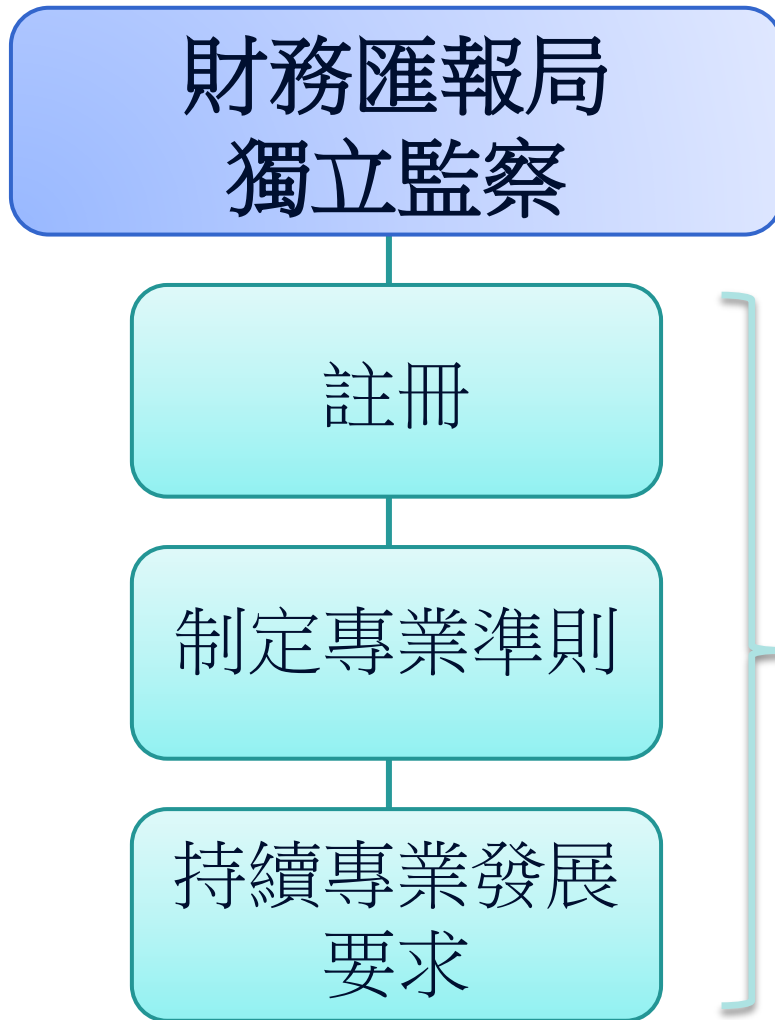 財務匯報局
獨立監察
註冊
制定專業準則
持續專業發展
要求